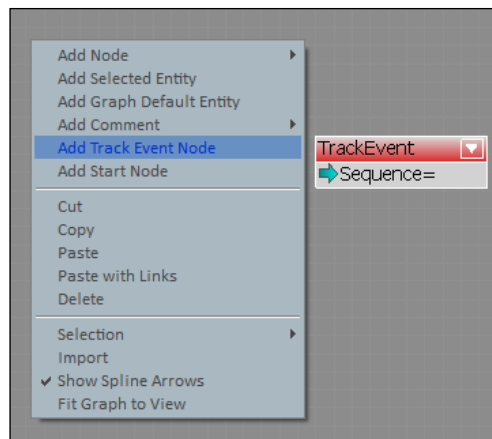 Add Node
Add Selected Entity
Add Graph Default Entity
Add Comment
Add Track Event Node
Add Start Node
Cut
Copy
Paste
Paste with Links
Delete
Selection
Import
Show Spline Arrows
Fit Graph to View
TrackEvent
Sequence=